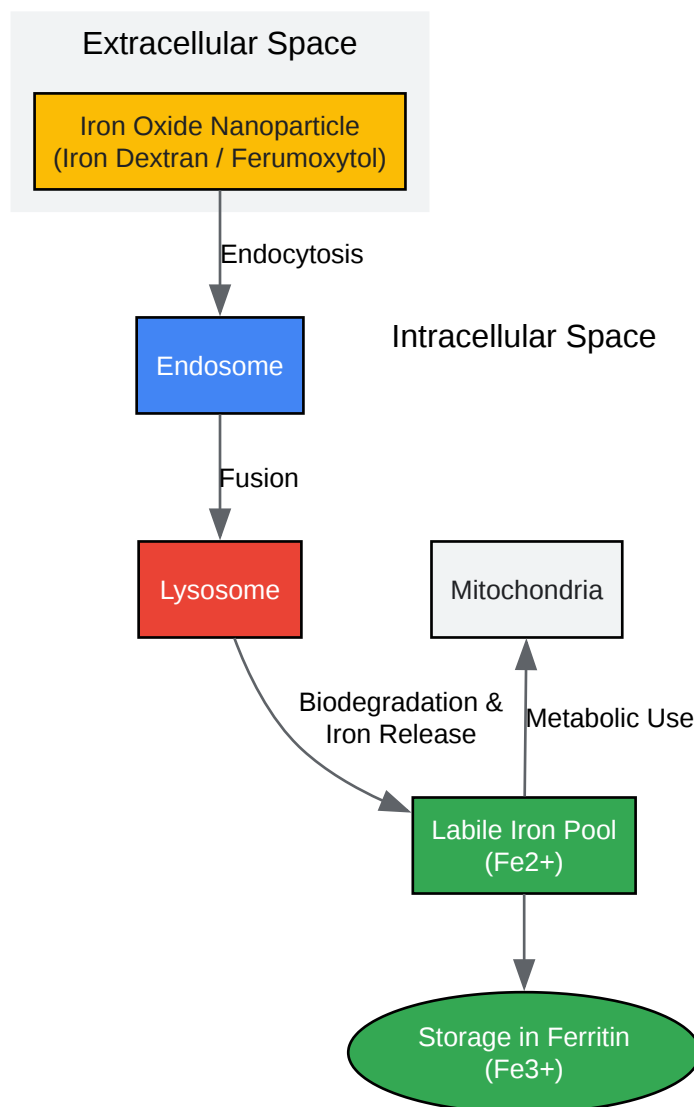 Extracellular Space
Iron Oxide Nanoparticle
(Iron Dextran / Ferumoxytol)
Endocytosis
Endosome
Intracellular Space
Fusion
Lysosome
Mitochondria
Biodegradation &
Iron Release
Metabolic Use
Labile Iron Pool
(Fe2+)
Storage in Ferritin
(Fe3+)